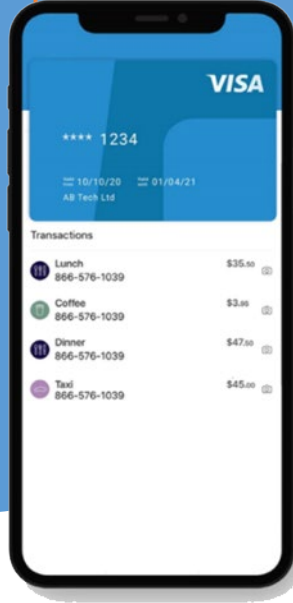 VISA
**** 1234
10/10/20 01/04/21
AB Tech Ltd
Transactions
Lunch $35.50
866-576-1039
Coffee $3.95
866-576-1039
Dinner $47.50
866-576-1039
Taxi $45.00
866-576-1039